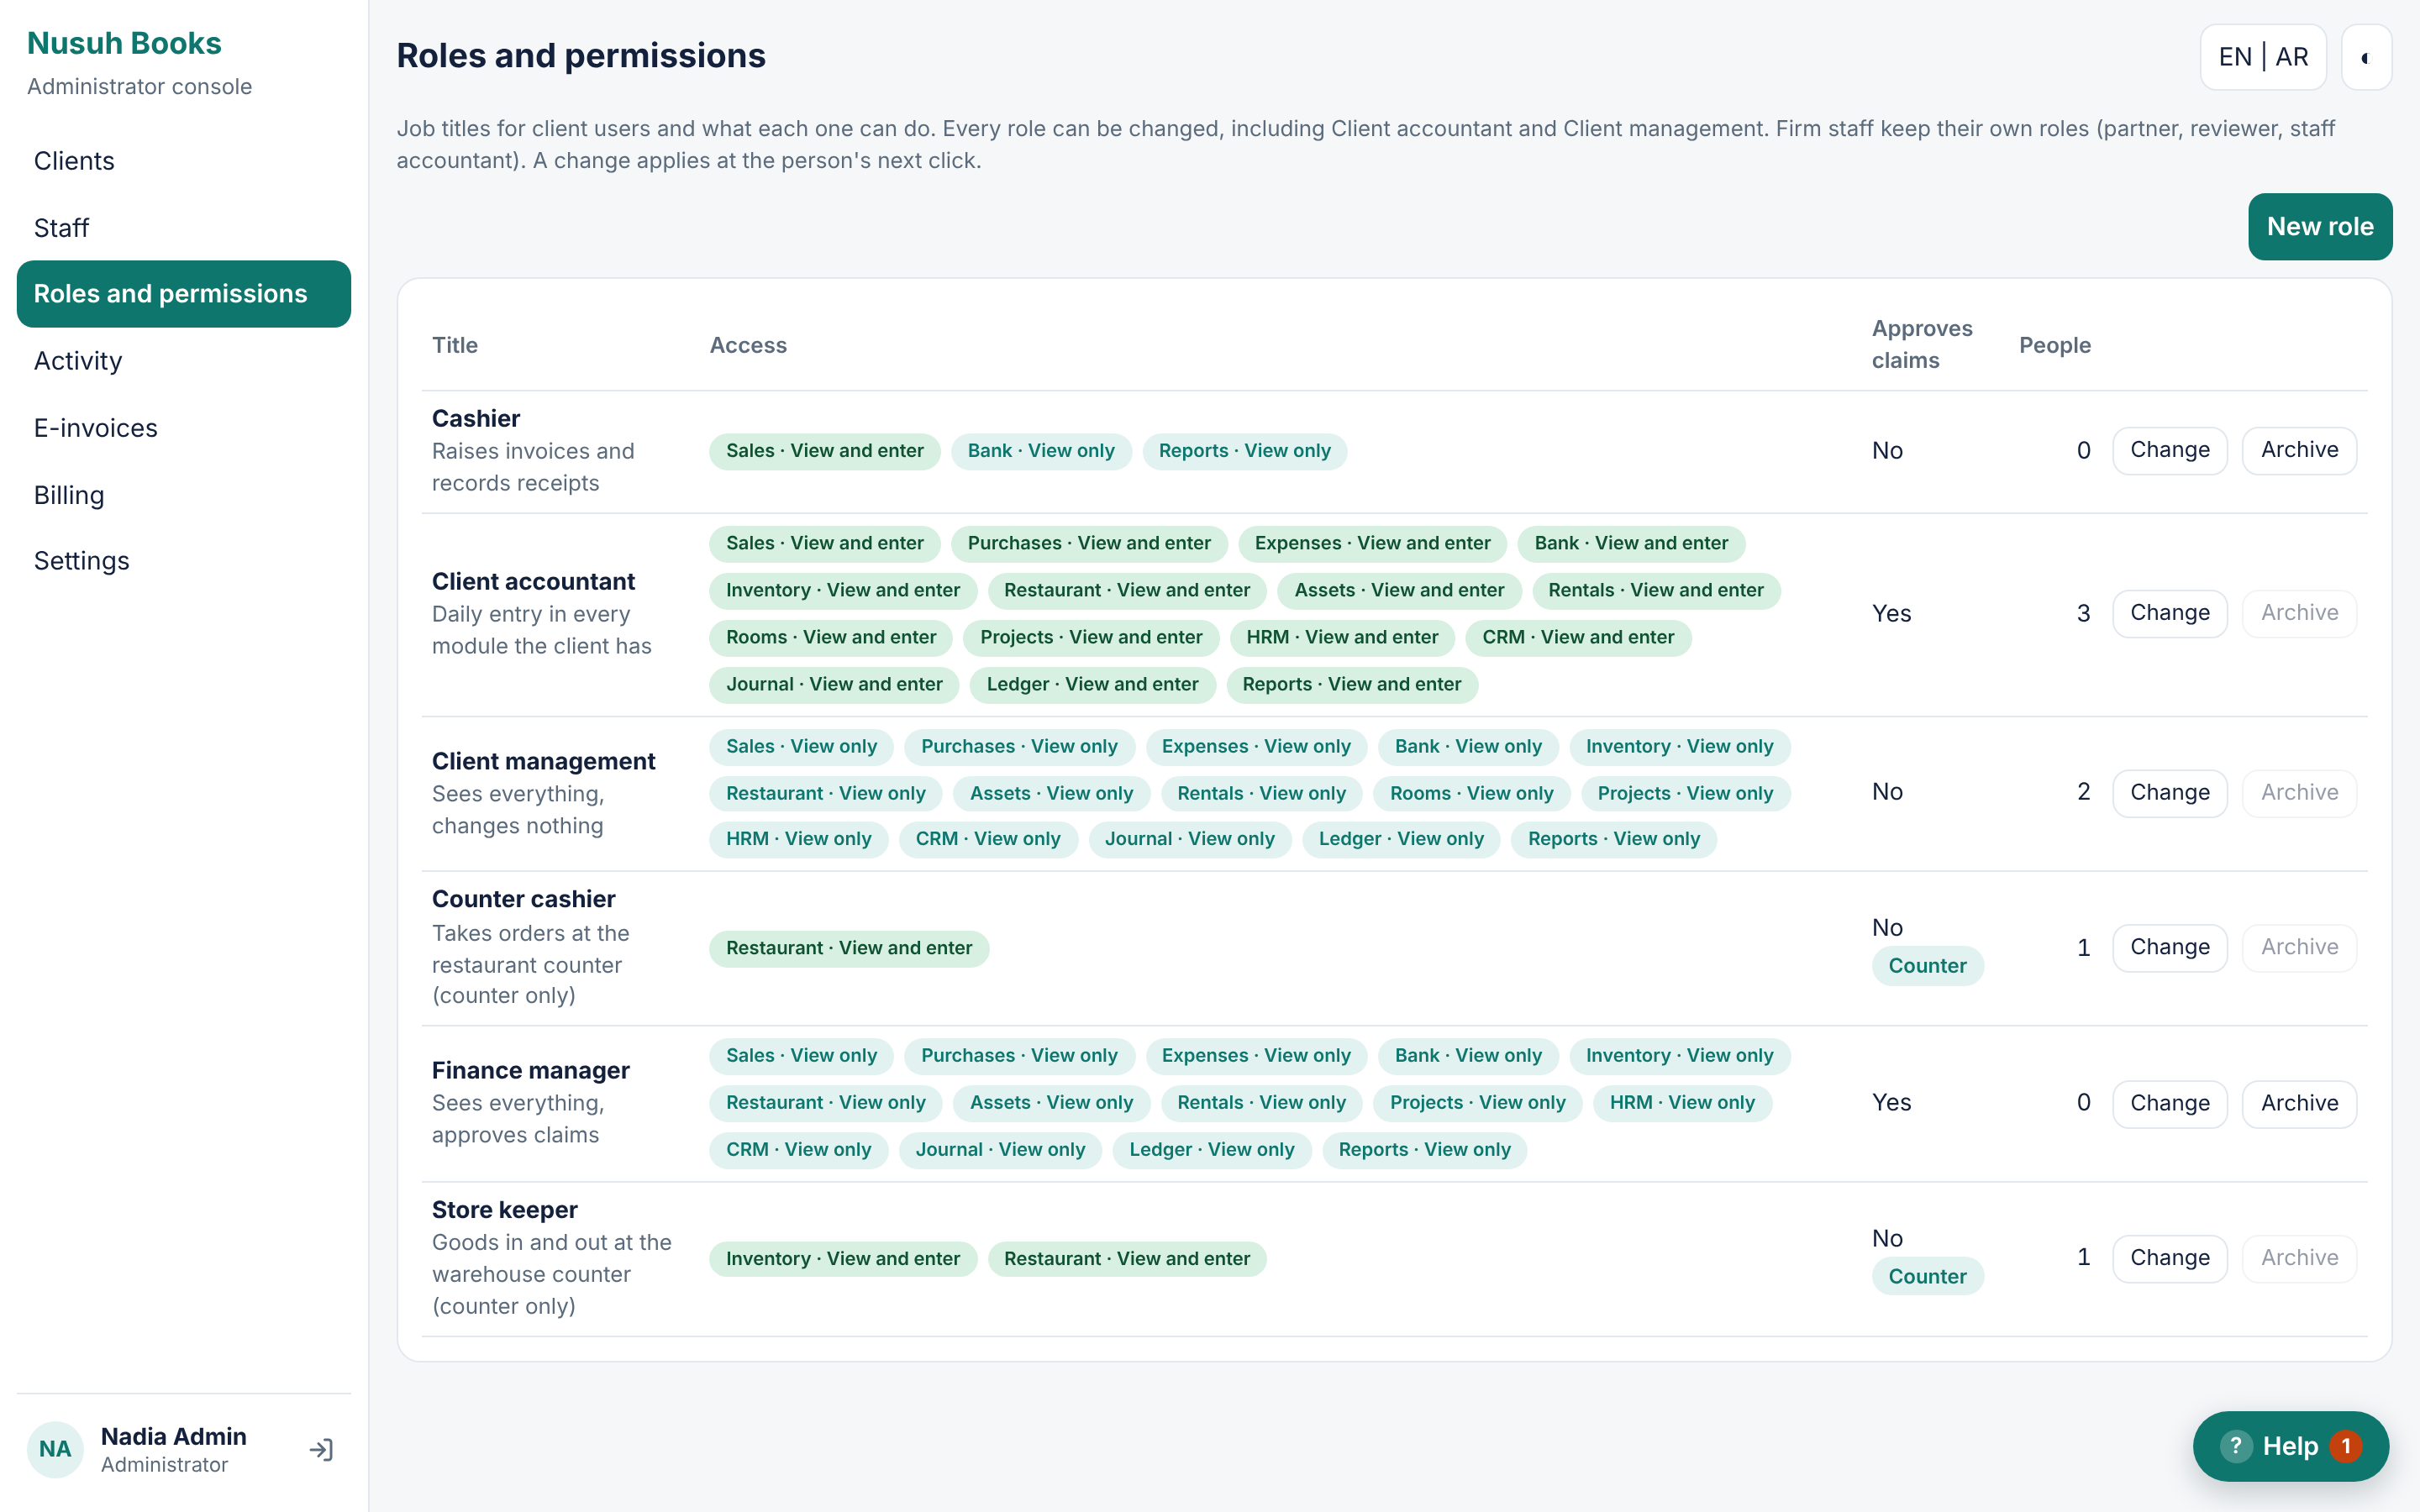 Nusuh Books
Administrator console
Clients
Staff
Roles and permissions
Activity
E-invoices
Billing
Settings
NA
Nadia Admin
Administrator
Roles and permissions
EN | AR
Job titles for client users and what each one can do. Every role can be changed, including Client accountant and Client management. Firm staff keep their own roles (partner, reviewer, staff
accountant). A change applies at the person's next click.
New role
Title Access Approves claims People
Cashier
Raises invoices and
records receipts
Sales · View and enter Bank · View only Reports · View only
No 0 Change Archive
Client accountant
Daily entry in every
module the client has
Sales · View and enter Purchases · View and enter Expenses · View and enter Bank · View and enter
Inventory · View and enter Restaurant · View and enter Assets · View and enter Rentals · View and enter
Rooms · View and enter Projects · View and enter HRM · View and enter CRM · View and enter
Journal · View and enter Ledger · View and enter Reports · View and enter
Yes 3 Change Archive
Client management
Sees everything,
changes nothing
Sales · View only Purchases · View only Expenses · View only Bank · View only Inventory · View only
Restaurant · View only Assets · View only Rentals · View only Rooms · View only Projects · View only
HRM · View only CRM · View only Journal · View only Ledger · View only Reports · View only
No 2 Change Archive
Counter cashier
Takes orders at the
restaurant counter
(counter only)
Restaurant · View and enter
No
Counter
1 Change Archive
Finance manager
Sees everything,
approves claims
Sales · View only Purchases · View only Expenses · View only Bank · View only Inventory · View only
Restaurant · View only Assets · View only Rentals · View only Projects · View only HRM · View only
CRM · View only Journal · View only Ledger · View only Reports · View only
Yes 0 Change Archive
Store keeper
Goods in and out at the
warehouse counter
(counter only)
Inventory · View and enter Restaurant · View and enter
No
Counter
1 Change Archive
? Help 1